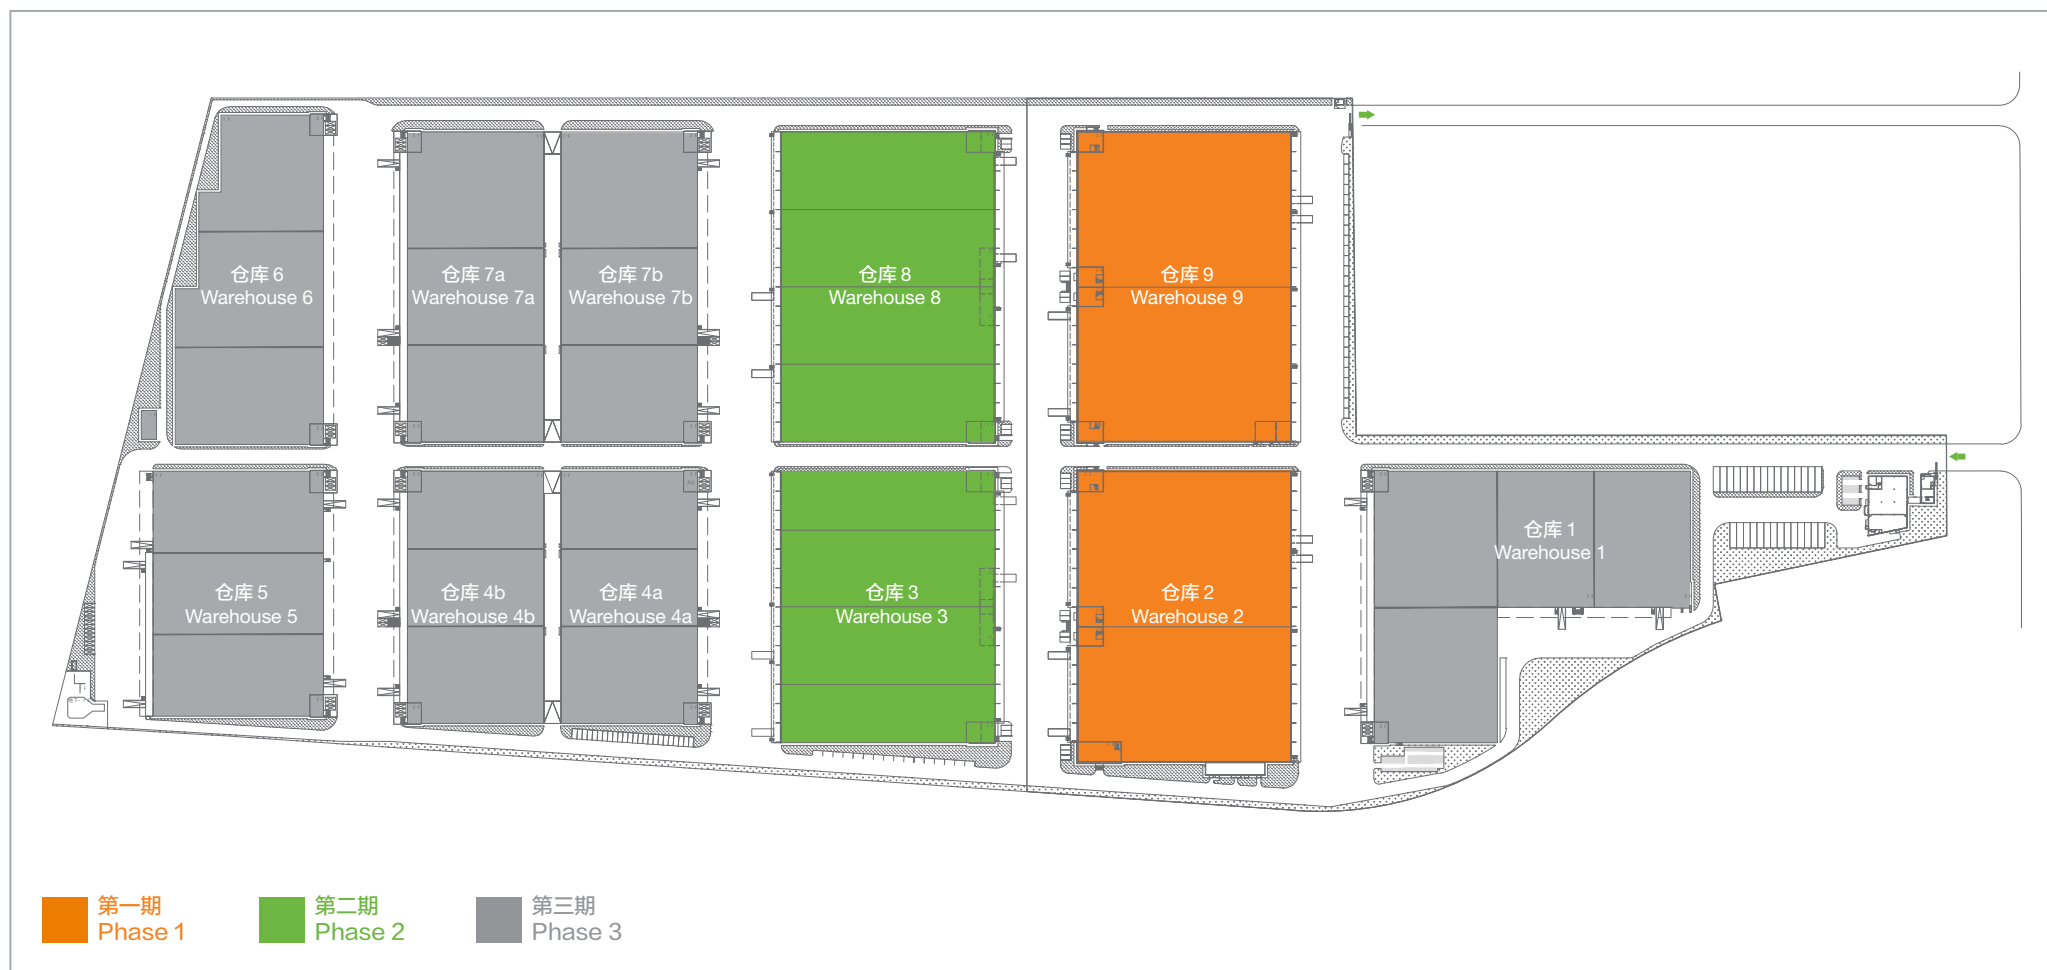 仓库 6
Warehouse 6
仓库 7a
Warehouse 7a
仓库 7b
Warehouse 7b
仓库 8
Warehouse 8
仓库 9
Warehouse 9
仓库 1
Warehouse 1
仓库 5
Warehouse 5
仓库 4b
Warehouse 4b
仓库 4a
Warehouse 4a
仓库 3
Warehouse 3
仓库 2
Warehouse 2
第一期
Phase 1
第二期
Phase 2
第三期
Phase 3